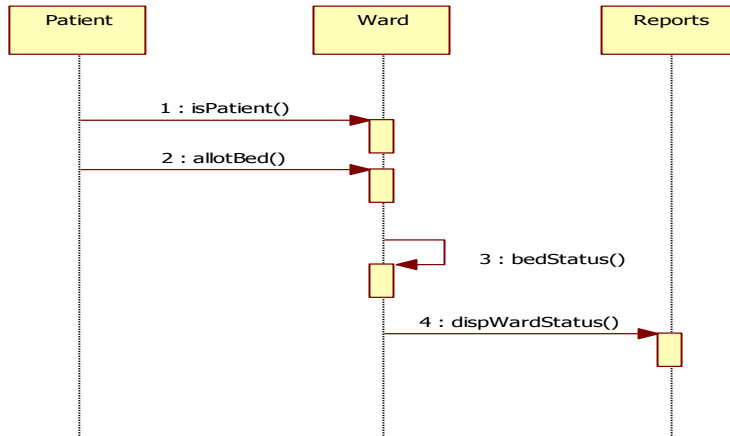 Patient
Ward
Reports
1 : isPatient()
2 : allotBed()
3 : bedStatus()
4 : dispWardStatus()